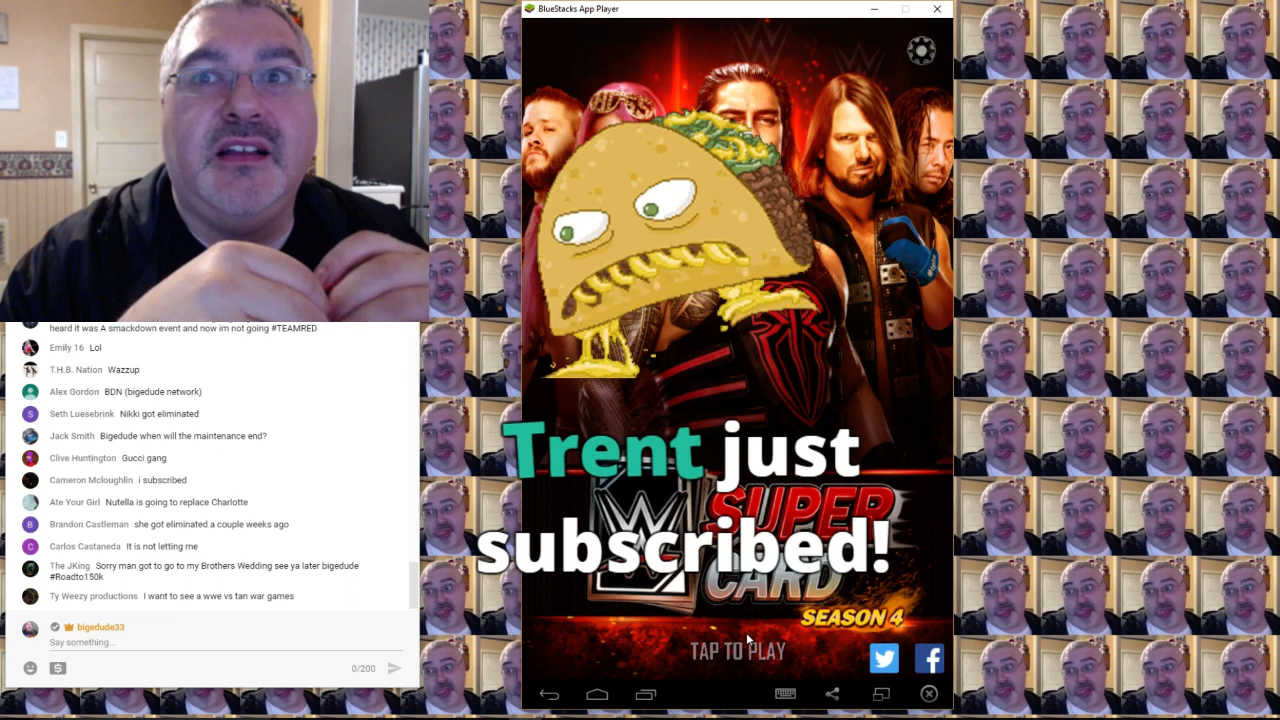 BlueStacks App Player
heard it was A smackdown event and now im not going #TEAMRED
Emily 16 Lol
T.H.B. Nation Wazzup
Alex Gordon BDN (bigedude network)
S Seth Luesebrink Nikki got eliminated
Jack Smith Bigedude when will the maintenance end?
Clive Huntington Gucci gang
Cameron Mcloughlin i subscribed
Ate Your Girl Nutella is going to replace Charlotte
B Brandon Castleman she got eliminated a couple weeks ago
C Carlos Castaneda It is not letting me
The JKing Sorry man got to go to my Brothers Wedding see ya later bigedude
#Roadto150k
Ty Weezy productions I want to see a wwe vs tan war games
bigedude33
Say something...
0/200
Trent just
subscribed!
SUPER
CARD
SEASON 4
TAP TO PLAY